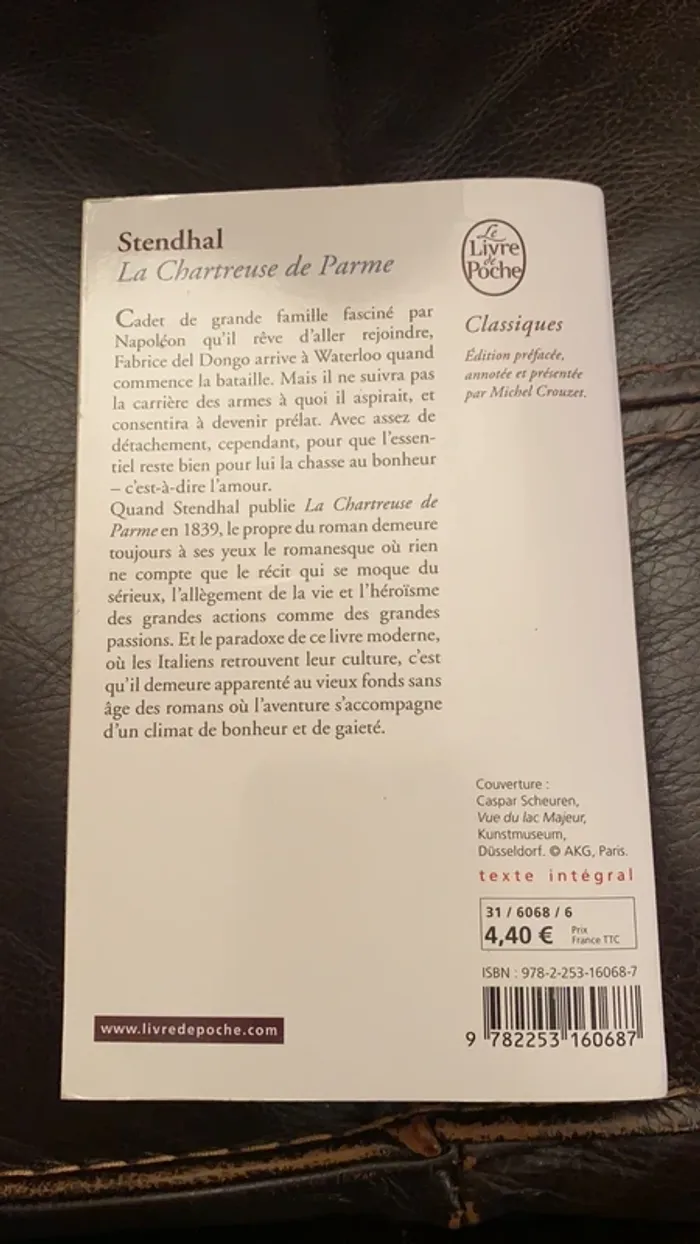 Stendhal
La Chartreuse de Parme
Cadet de grande famille fasciné par
Napoléon qu'il rêve d'aller rejoindre,
Fabrice del Dongo arrive à Waterloo quand
commence la bataille. Mais il ne suivra pas
la carrière des armes à quoi il aspirait, et
consentira à devenir prélat. Avec assez de
détachement, cependant, pour que l'essen-
tiel reste bien pour lui la chasse au bonheur
– c'est-à-dire l'amour.
Quand Stendhal publie La Chartreuse de
Parme en 1839, le propre du roman demeure
toujours à ses yeux le romanesque où rien
ne compte que le récit qui se moque du
sérieux, l'allègement de la vie et l'héroïsme
des grandes actions comme des grandes
passions. Et le paradoxe de ce livre moderne,
où les Italiens retrouvent leur culture, c'est
qu'il demeure apparenté au vieux fonds sans
âge des romans où l'aventure s'accompagne
d'un climat de bonheur et de gaieté.
www.livredepoche.com
Le
Livre
de
Poche
Classiques
Édition préfacée,
annotée et présentée
par Michel Crouzet.
Couverture :
Caspar Scheuren,
Vue du lac Majeur,
Kunstmuseum,
Düsseldorf. © AKG, Paris.
texte intégral
31 / 6068 / 6
4,40 € Prix
France TTC
ISBN : 978-2-253-16068-7
9 782253 160687